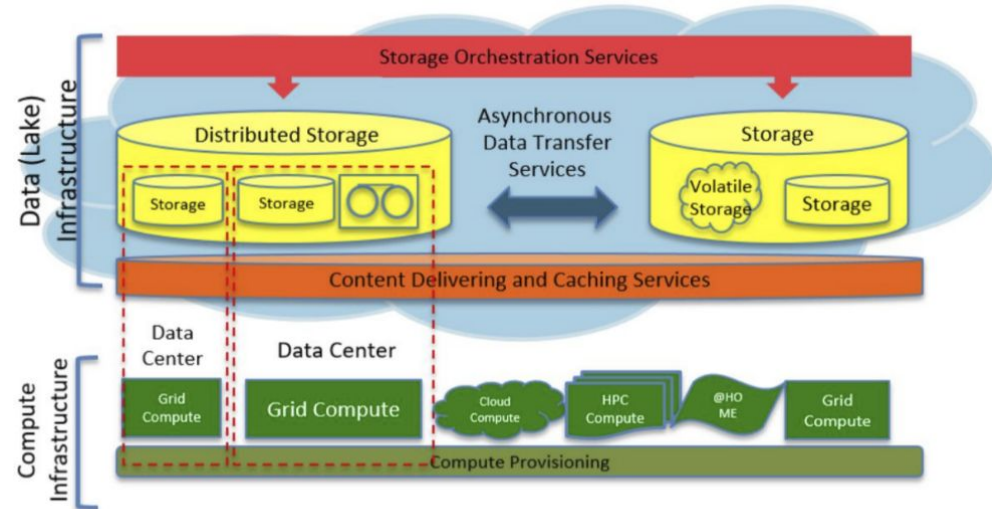 Data (Lake)
Infrastructure
Storage Orchestration Services
Distributed Storage
Storage
Storage
Asynchronous
Data Transfer
Services
Storage
Volatile
Storage
Storage
Content Delivering and Caching Services
Compute
Infrastructure
Data
Center
Data Center
Grid
Compute
Grid Compute
Cloud
Compute
HPC
Compute
@HO
ME
Grid
Compute
Compute Provisioning